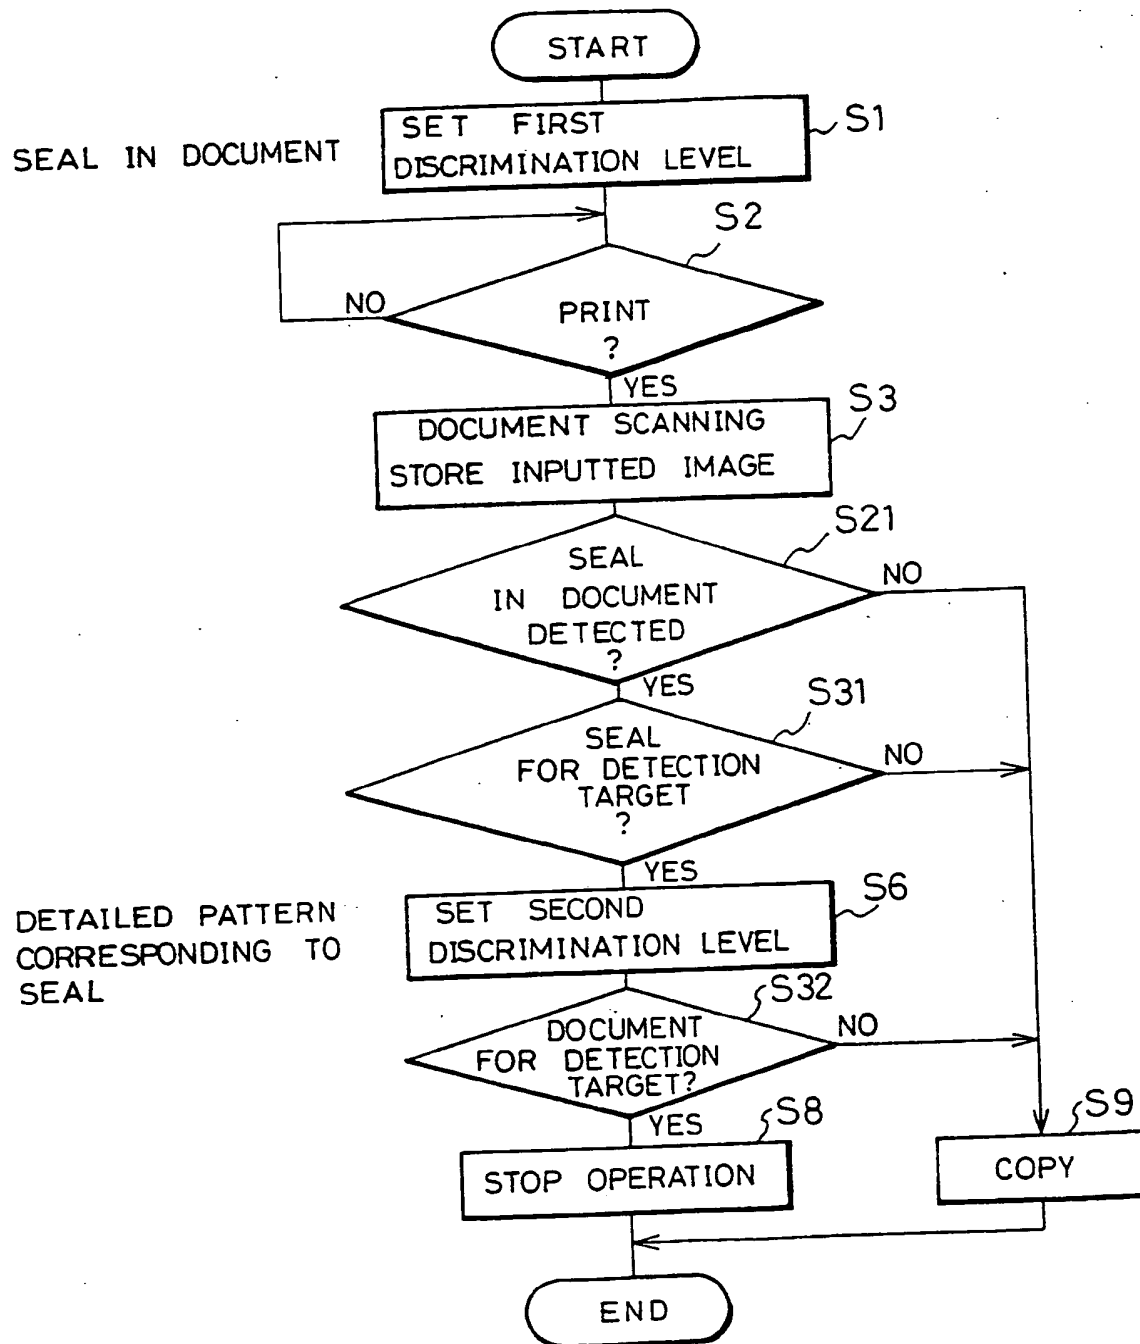 START
SEAL IN DOCUMENT
SET FIRST
DISCRIMINATION LEVEL
S1
S2
NO
PRINT
?
YES
S3
DOCUMENT SCANNING
STORE INPUTTED IMAGE
S21
SEAL
IN DOCUMENT
DETECTED
?
NO
YES
S31
SEAL
FOR DETECTION
TARGET
?
NO
YES
DETAILED PATTERN
CORRESPONDING TO
SEAL
SET SECOND
DISCRIMINATION LEVEL
S6
S32
DOCUMENT
FOR DETECTION
TARGET?
NO
YES
S8
STOP OPERATION
S9
COPY
END